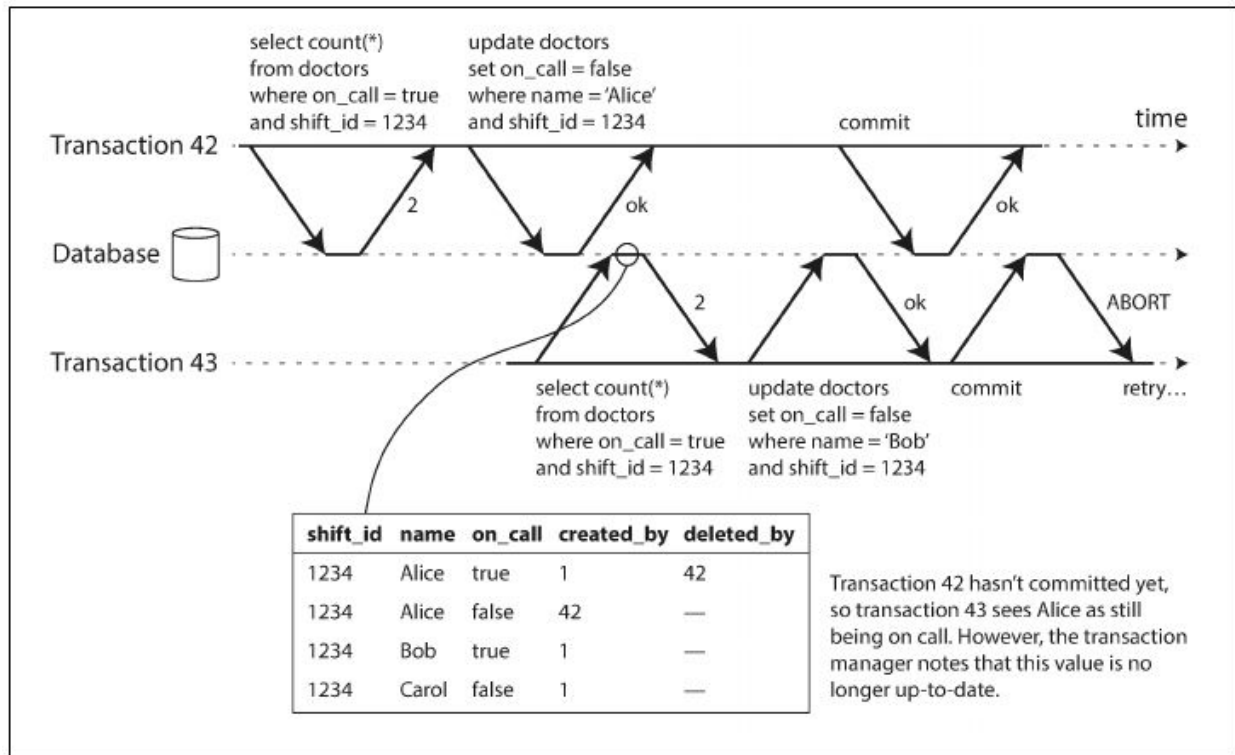 select count(*)
from doctors
where on_call = true
and shift_id = 1234
update doctors
set on_call = false
where name = ‘Alice’
and shift_id = 1234
commit
time
Transaction 42
2
ok
ok
Database
2
ok
ABORT
Transaction 43
select count(*)
from doctors
where on_call = true
and shift_id = 1234
update doctors
set on_call = false
where name = ‘Bob’
and shift_id = 1234
commit
retry…
shift_id name on_call created_by deleted_by
1234 Alice true 1 42
1234 Alice false 42 —
1234 Bob true 1 —
1234 Carol false 1 —
Transaction 42 hasn’t committed yet,
so transaction 43 sees Alice as still
being on call. However, the transaction
manager notes that this value is no
longer up-to-date.